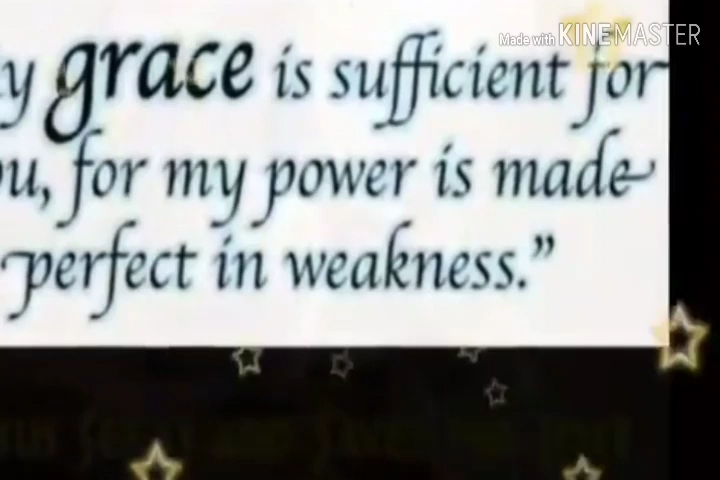 Made with KINEMASTER
y grace is sufficient for
u, for my power is made
perfect in weakness.”